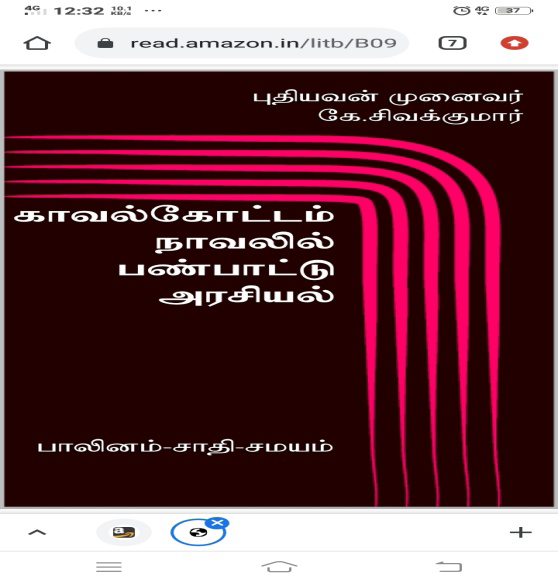 4G 12:32 10.1 KB/s ... 4G 37
read.amazon.in/litb/B09 7
புதியவன் முனைவர்
கே.சிவக்குமார்
காவல்கோட்டம்
நாவலில்
பண்பாட்டு
அரசியல்
பாலினம்-சாதி-சமயம்